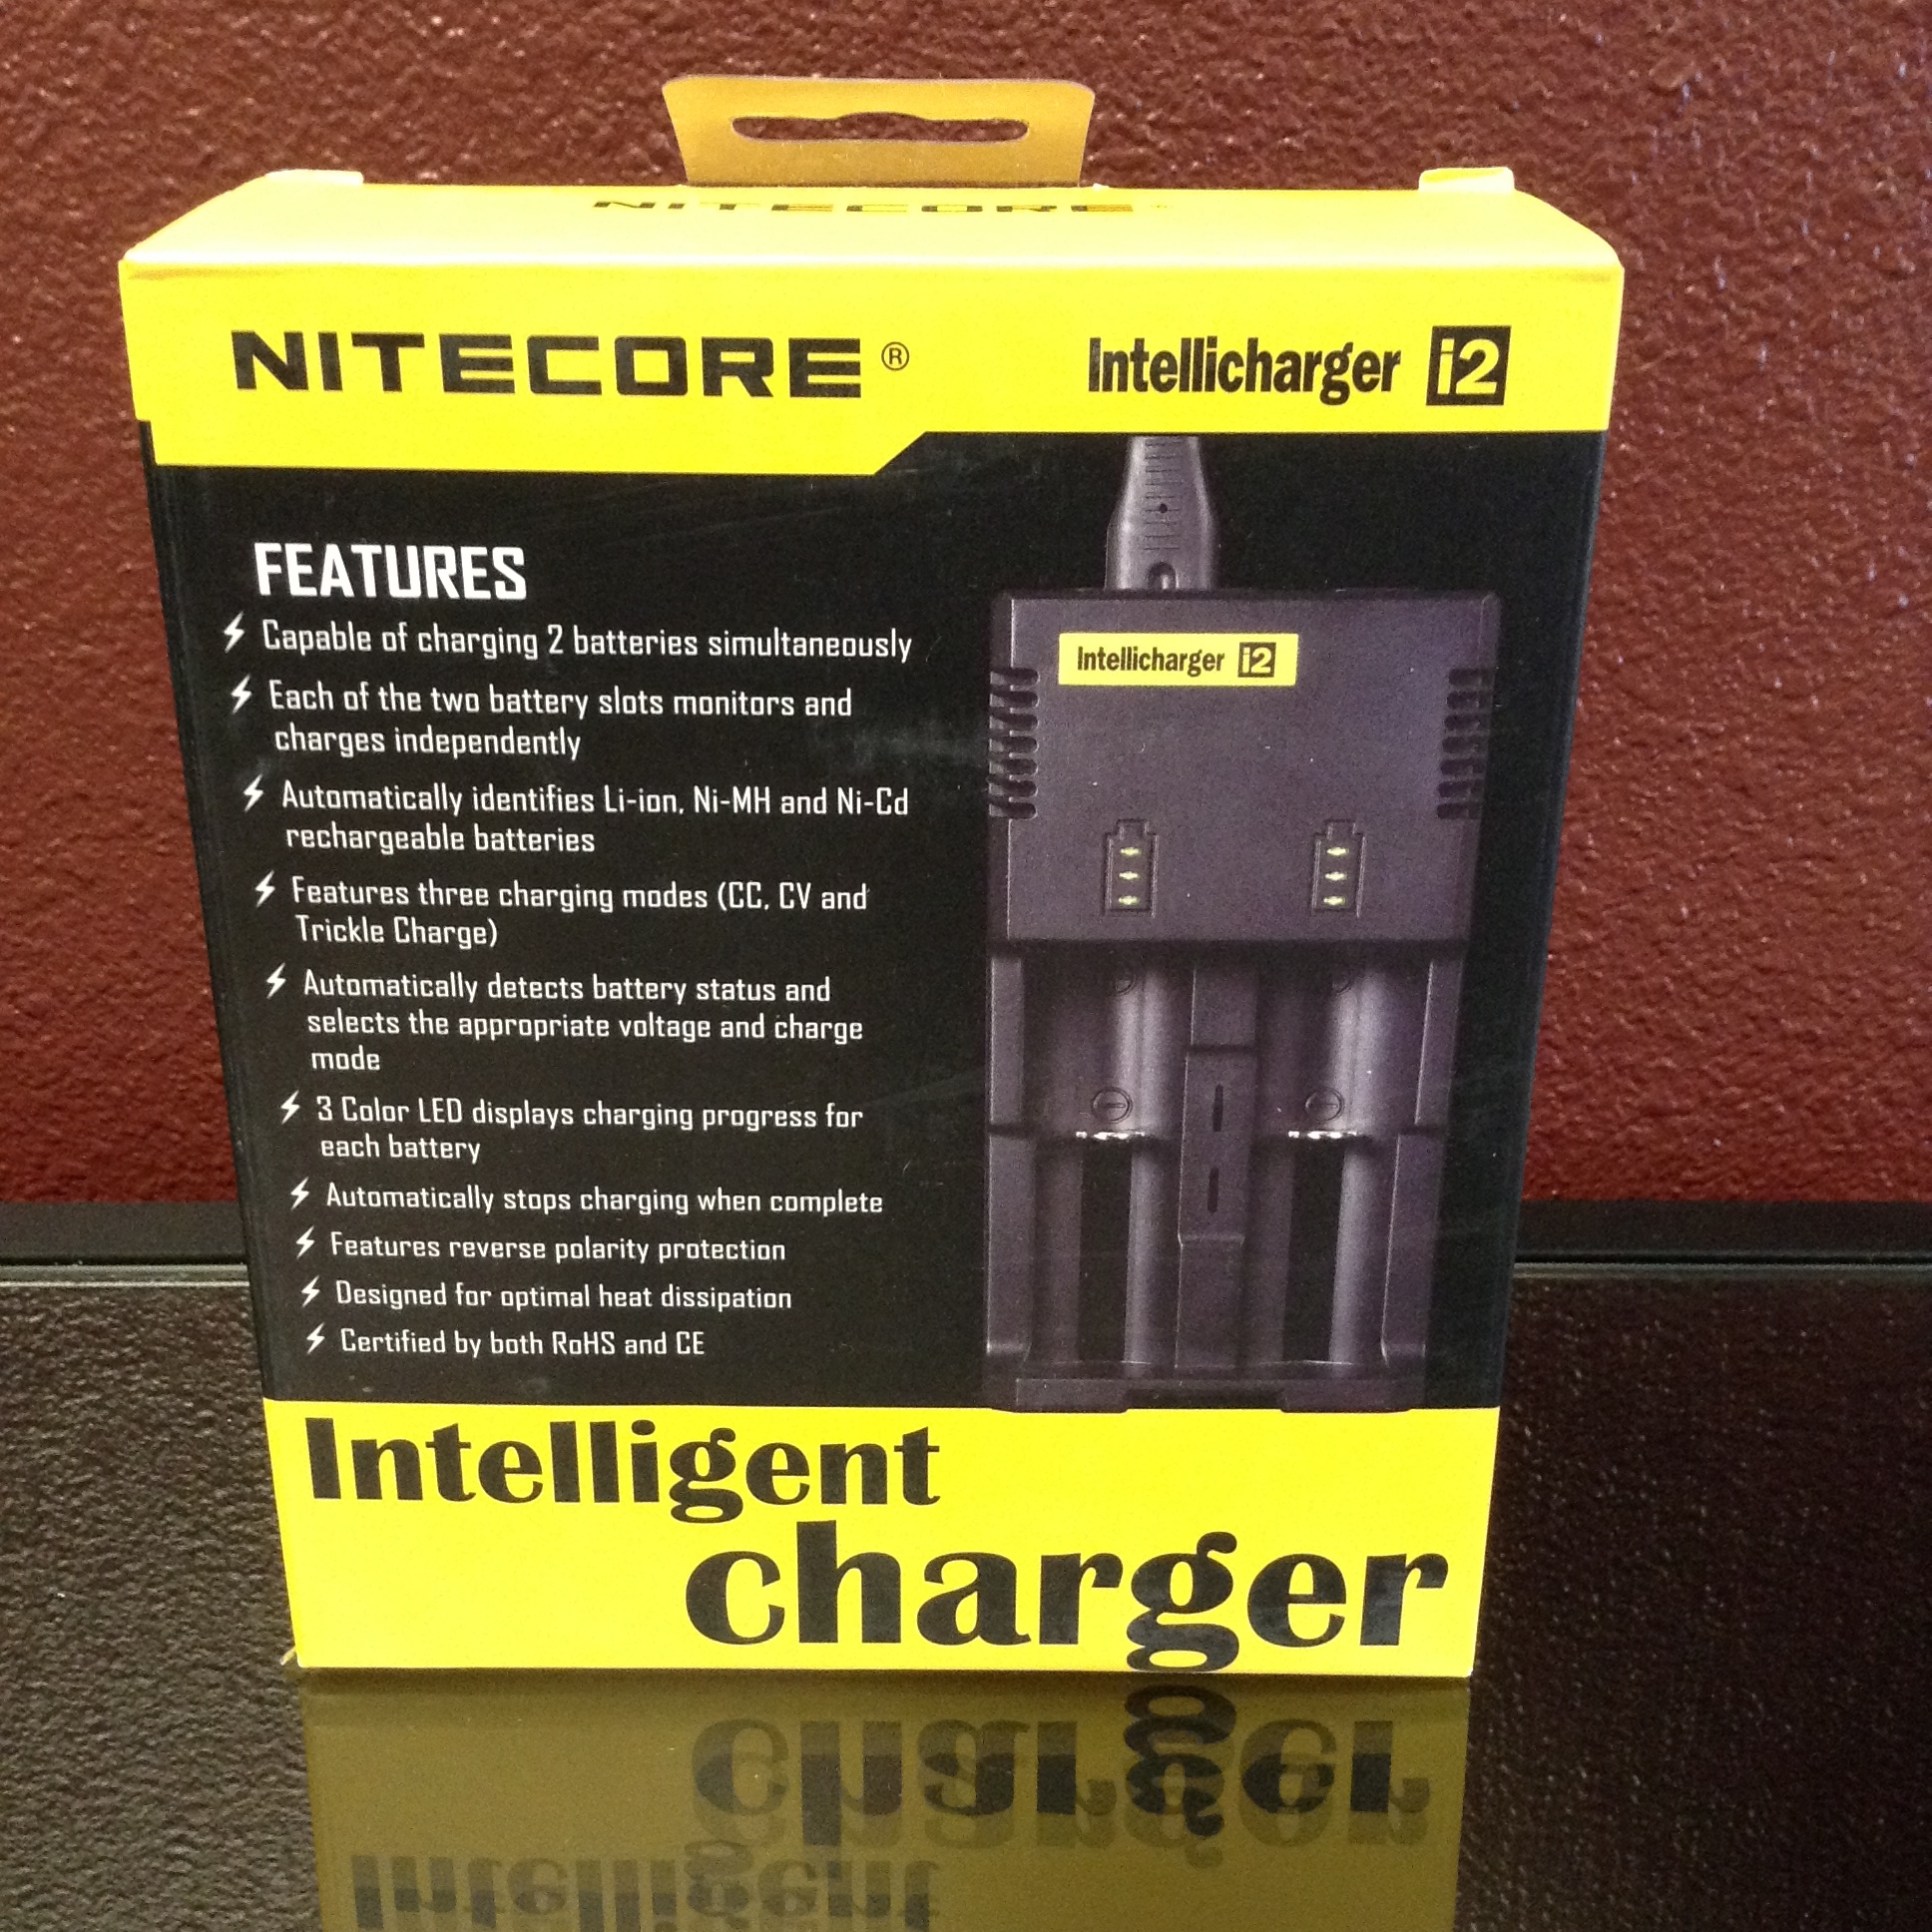 NITECORE
NITECORE®
Intellicharger i2
FEATURES
Capable of charging 2 batteries simultaneously
Each of the two battery slots monitors and
charges independently
Automatically identifies Li-ion, Ni-MH and Ni-Cd
rechargeable batteries
Features three charging modes (CC, CV and
Trickle Charge)
Automatically detects battery status and
selects the appropriate voltage and charge
mode
3 Color LED displays charging progress for
each battery
Automatically stops charging when complete
Features reverse polarity protection
Designed for optimal heat dissipation
Certified by both RoHS and CE
Intellicharger i2
Intelligent
charger